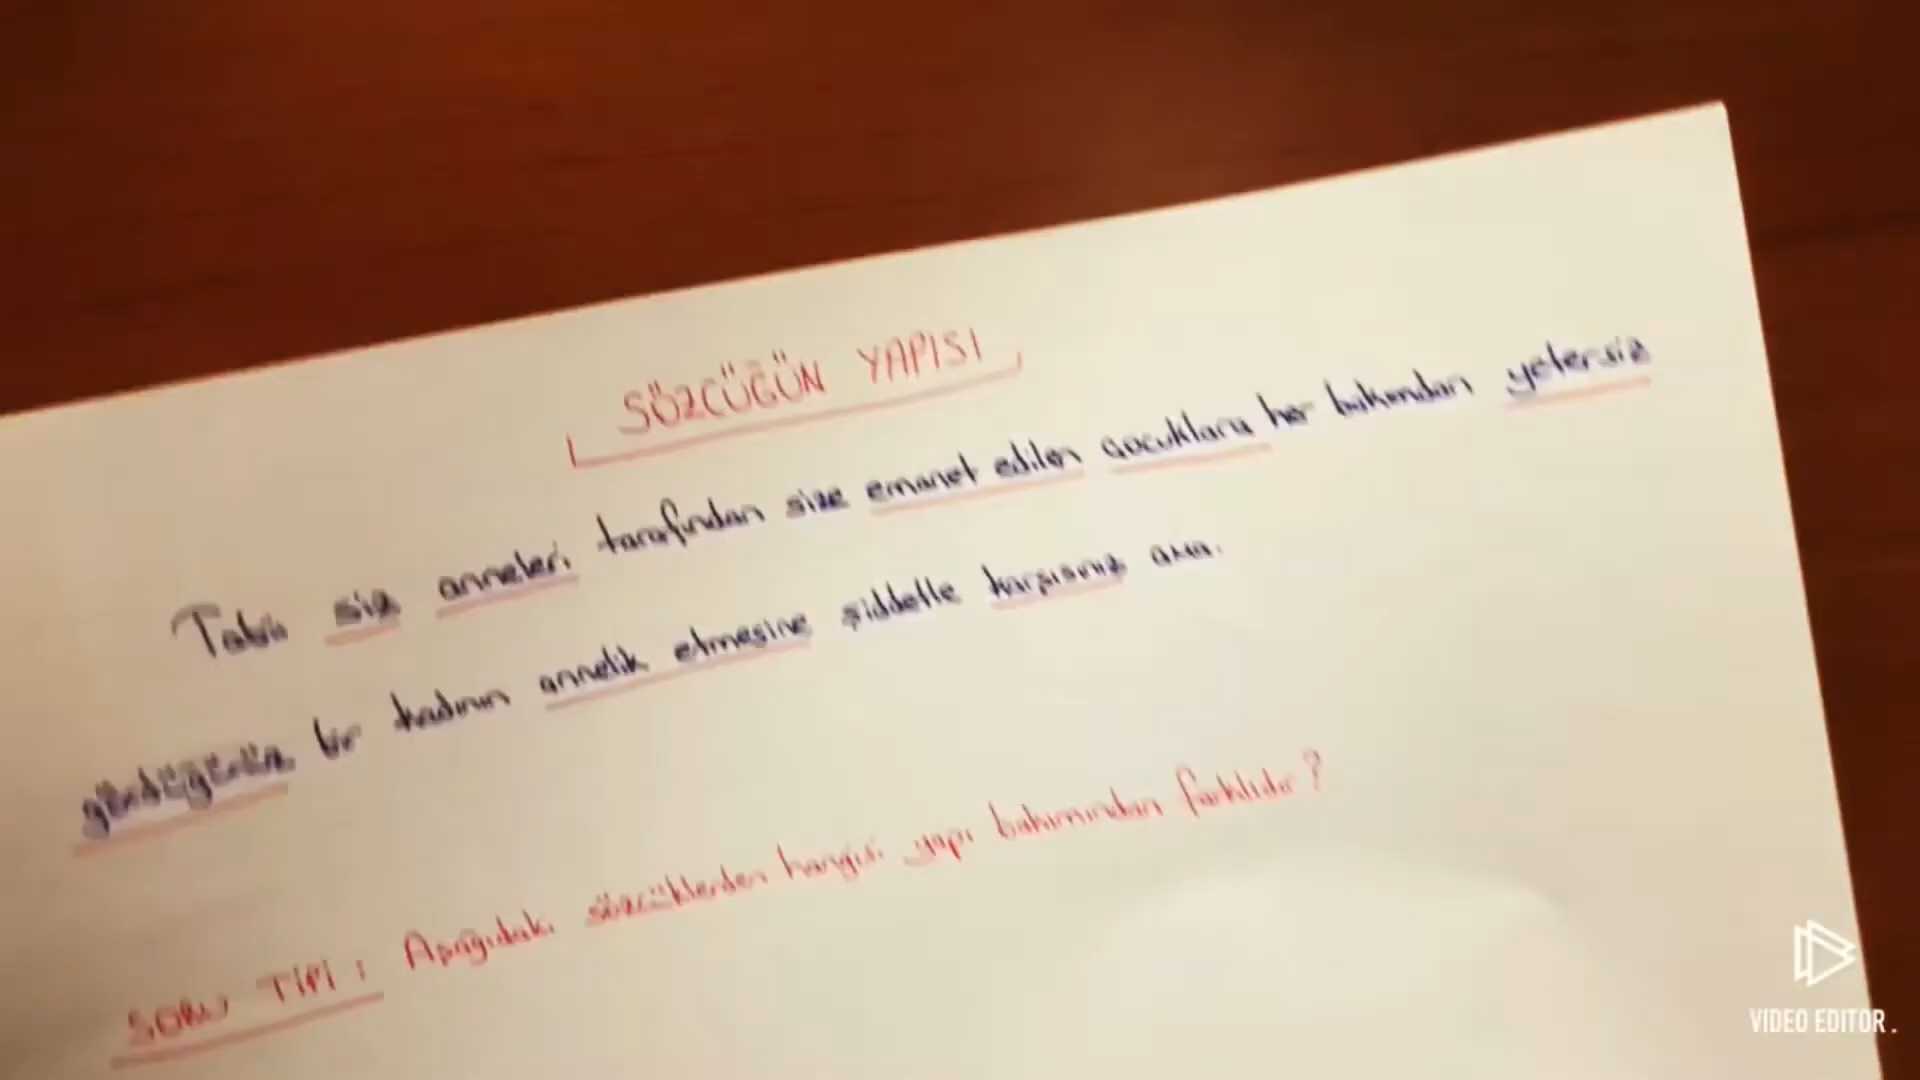 SÖZCÜĞÜN YAPISI
Tabii siz anneleri tarafından size emanet edilen çocuklara her bakımdan yetersiz
gördüğünüz bir kadının annelik etmesine şiddetle karşısınız ama.
SORU TİPİ : Aşağıdaki sözcüklerden hangisi yapı bakımından farklıdır?
VIDEO EDITOR.